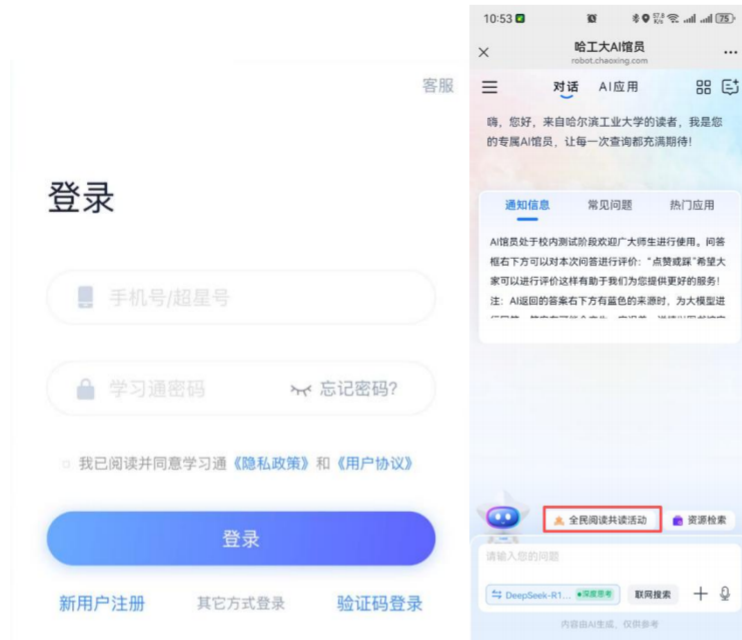 客服
登录
手机号/超星号
学习通密码
忘记密码?
我已阅读并同意学习通《隐私政策》和《用户协议》
登录
新用户注册
其它方式登录
验证码登录
10:53
75
哈工大AI馆员
robot.chaoxing.com
对话 AI应用
嗨，您好，来自哈尔滨工业大学的读者，我是您
的专属AI馆员，让每一次查询都充满期待!
通知信息 常见问题 热门应用
AI馆员处于校内测试阶段欢迎广大师生进行使用。问答
框右下方可以对本次问答进行评价："点赞或踩"希望大
家可以进行评价这样有助于我们为您提供更好的服务!
注：AI返回的答案右下方有蓝色的来源时，为大模型进
全民阅读共读活动
资源检索
请输入您的问题
DeepSeek-R1... 深度思考 联网搜索
内容由AI生成，仅供参考